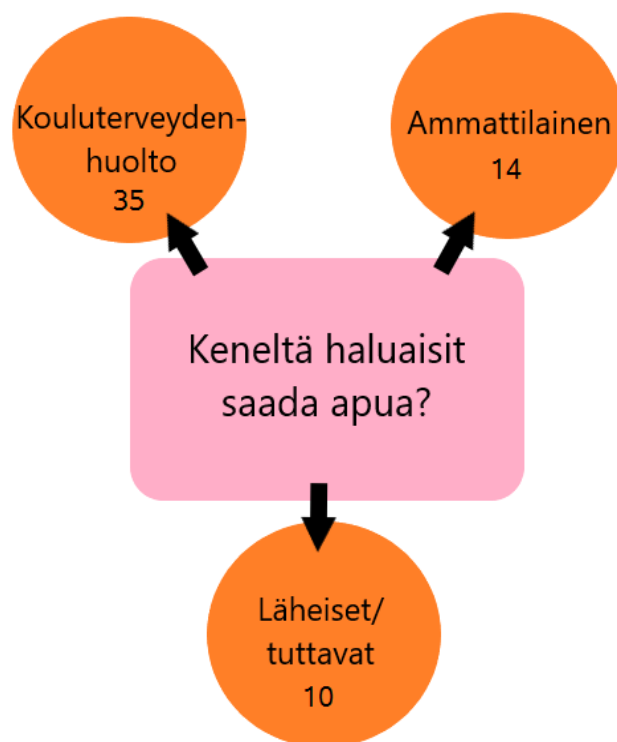 Kouluterveyden-
huolto
35
Ammattilainen
14
Keneltä haluaisit
saada apua?
Läheiset/
tuttavat
10